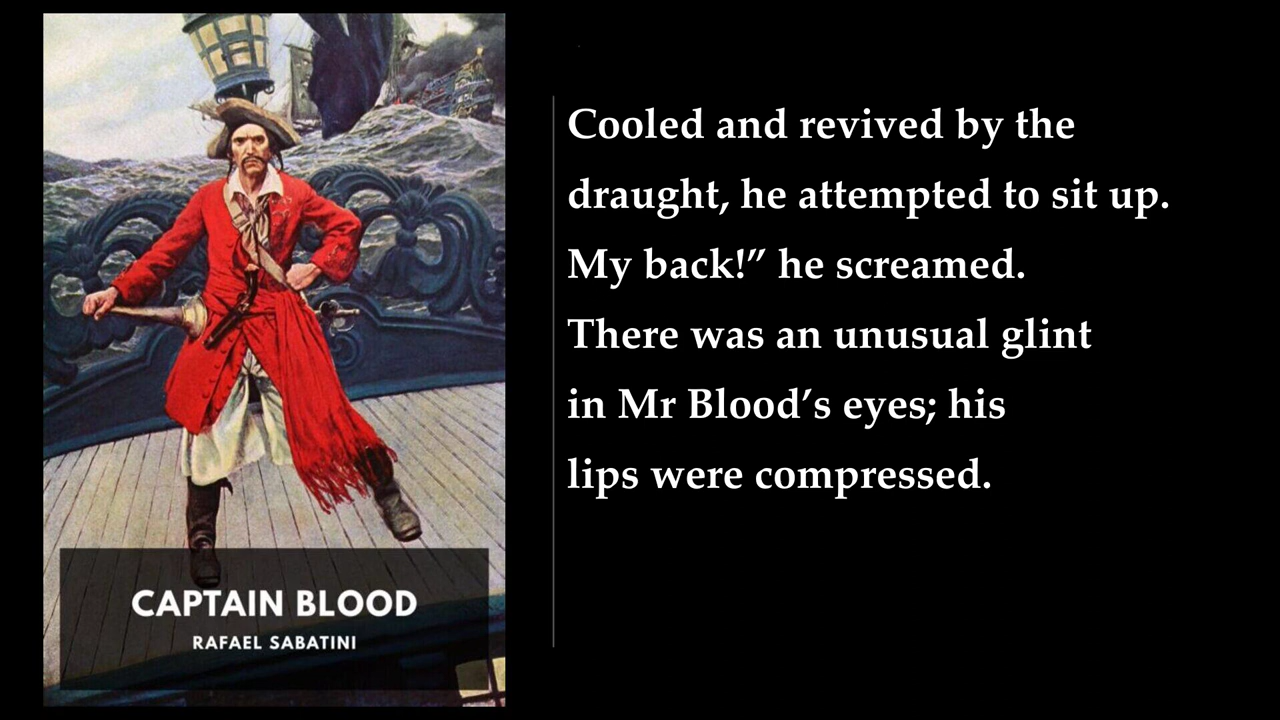 Cooled and revived by the
draught, he attempted to sit up.
My back!” he screamed.
There was an unusual glint
in Mr Blood’s eyes; his
lips were compressed.
CAPTAIN BLOOD
RAFAEL SABATINI